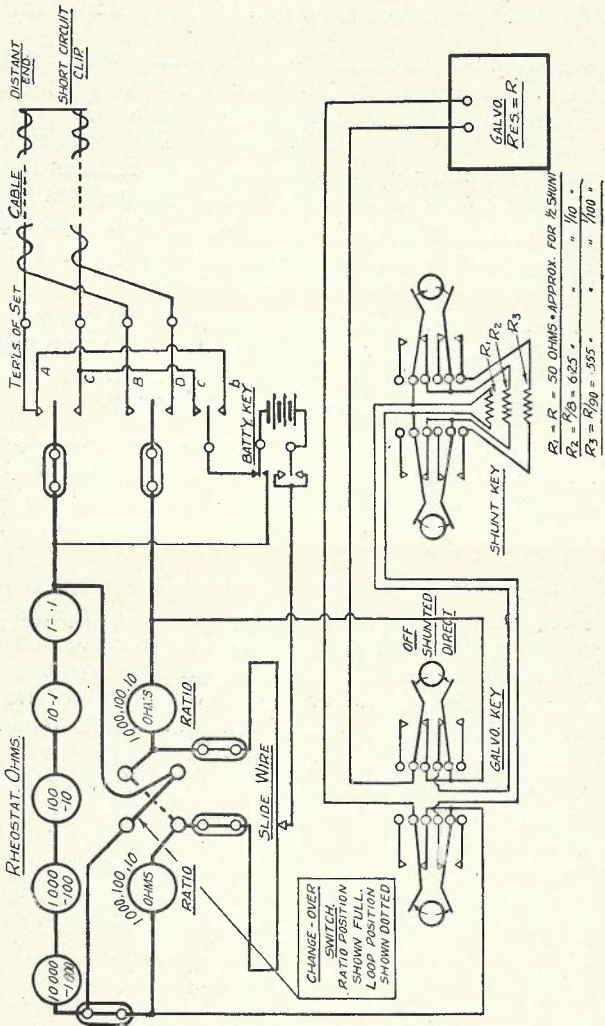 RHEOSTAT. OHMS.
10,000
-1,000
1000
-100
100
-10
10-1
1-·1
TER'LS. OF SET
CABLE
DISTANT
END.
SHORT CIRCUIT
CLIP.
A
C
B
D
C
b
BATTY KEY
1000.100.10
OHMS
RATIO
1000.100.10
OHMS
RATIO
SLIDE WIRE
CHANGE-OVER
SWITCH.
RATIO POSITION
SHOWN FULL.
LOOP POSITION
SHOWN DOTTED
OFF
SHUNTED
DIRECT
GALVO. KEY
SHUNT KEY
R1
R2
R3
GALVO.
RES. = R.
R1 = R = 50 OHMS • APPROX. FOR ½ SHUNT
R2 = R/8 = 6.25 " " 1/10 "
R3 = R/90 = .555 " " 1/100 "